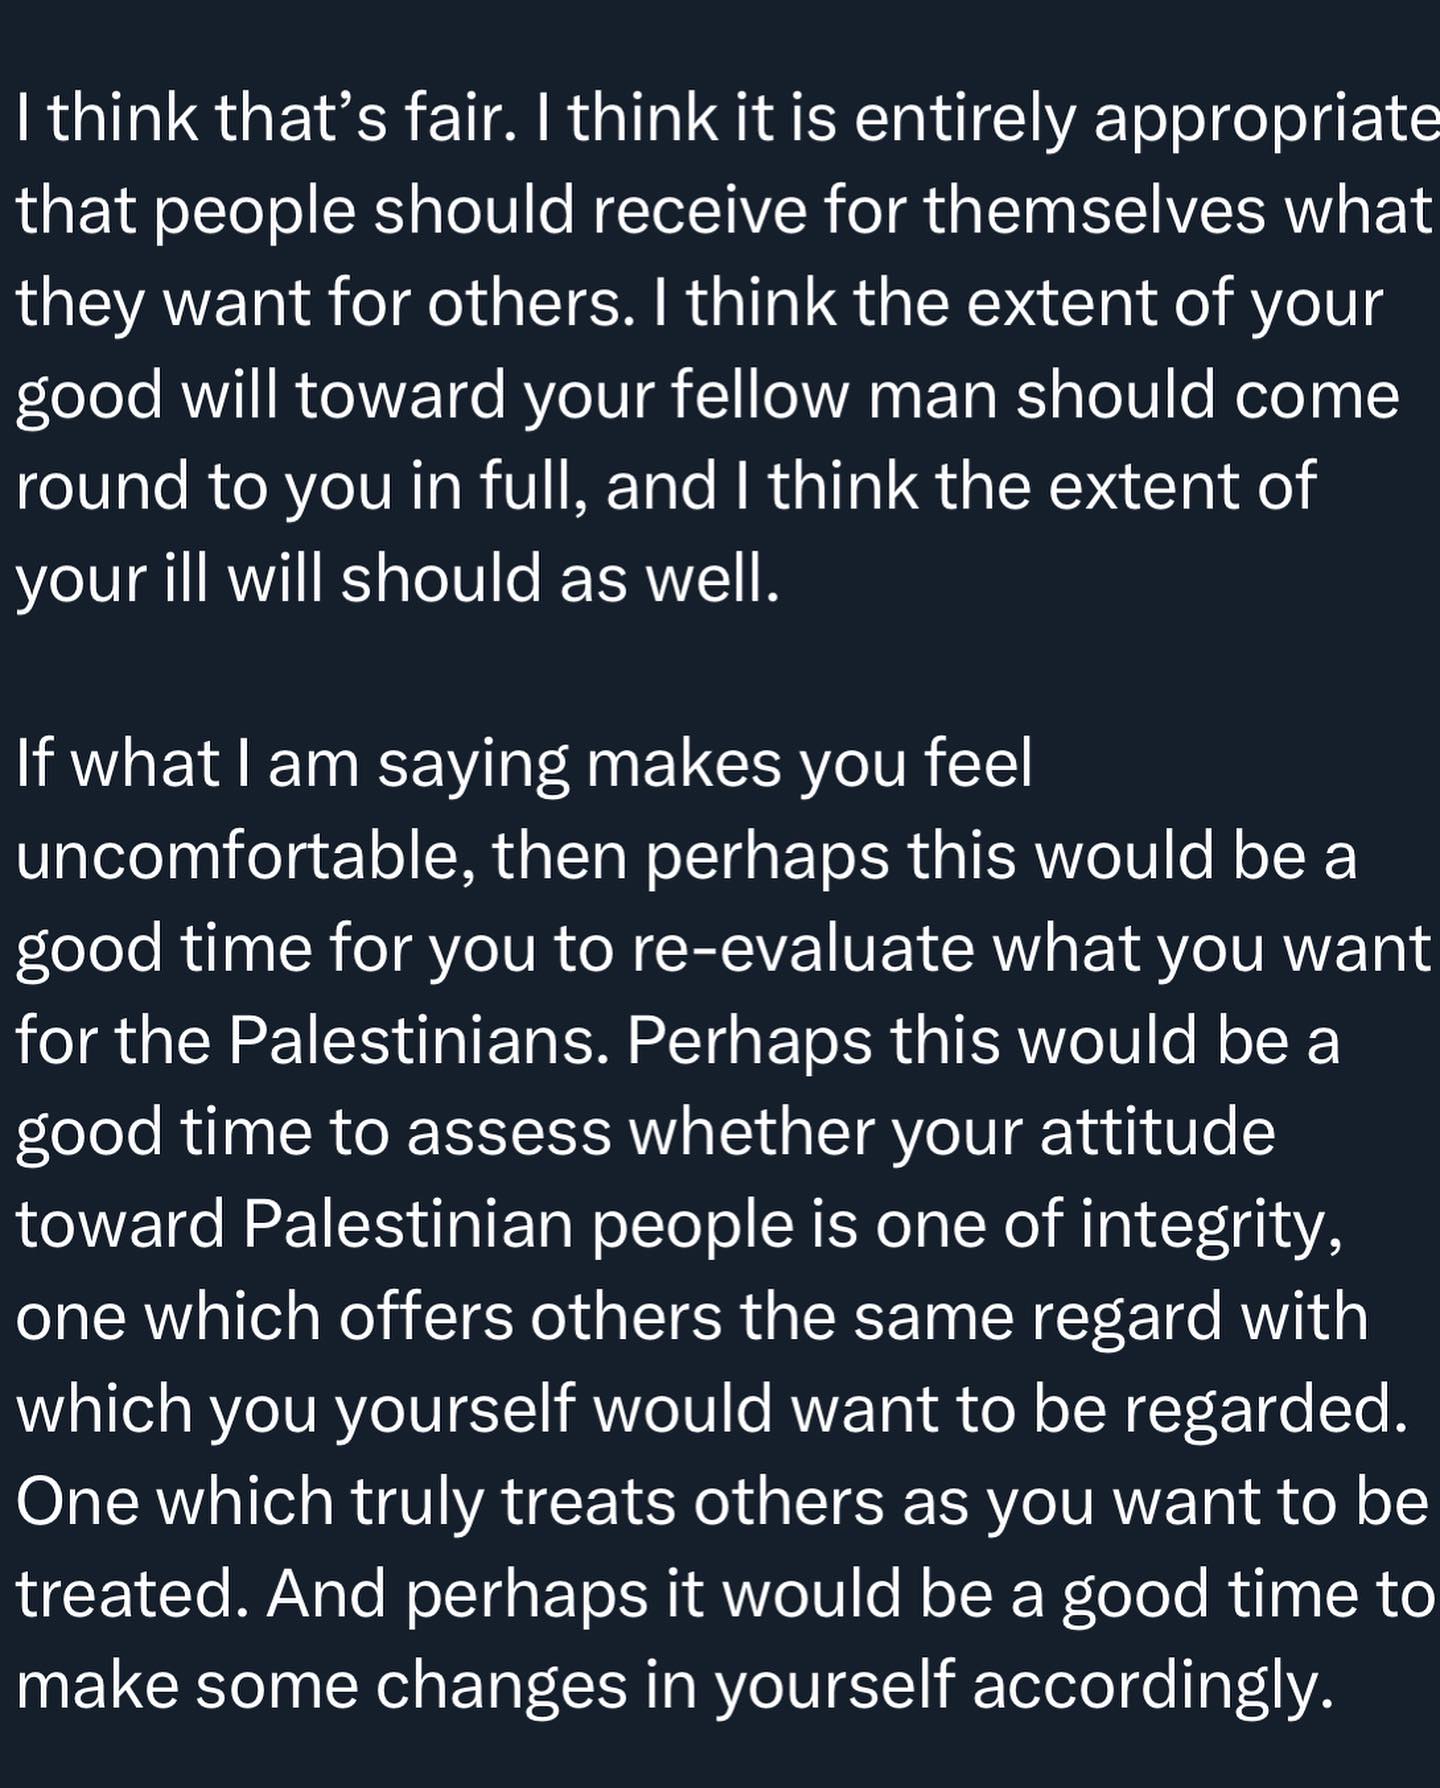 I think that’s fair. I think it is entirely appropriate
that people should receive for themselves what
they want for others. I think the extent of your
good will toward your fellow man should come
round to you in full, and I think the extent of
your ill will should as well.
If what I am saying makes you feel
uncomfortable, then perhaps this would be a
good time for you to re-evaluate what you want
for the Palestinians. Perhaps this would be a
good time to assess whether your attitude
toward Palestinian people is one of integrity,
one which offers others the same regard with
which you yourself would want to be regarded.
One which truly treats others as you want to be
treated. And perhaps it would be a good time to
make some changes in yourself accordingly.